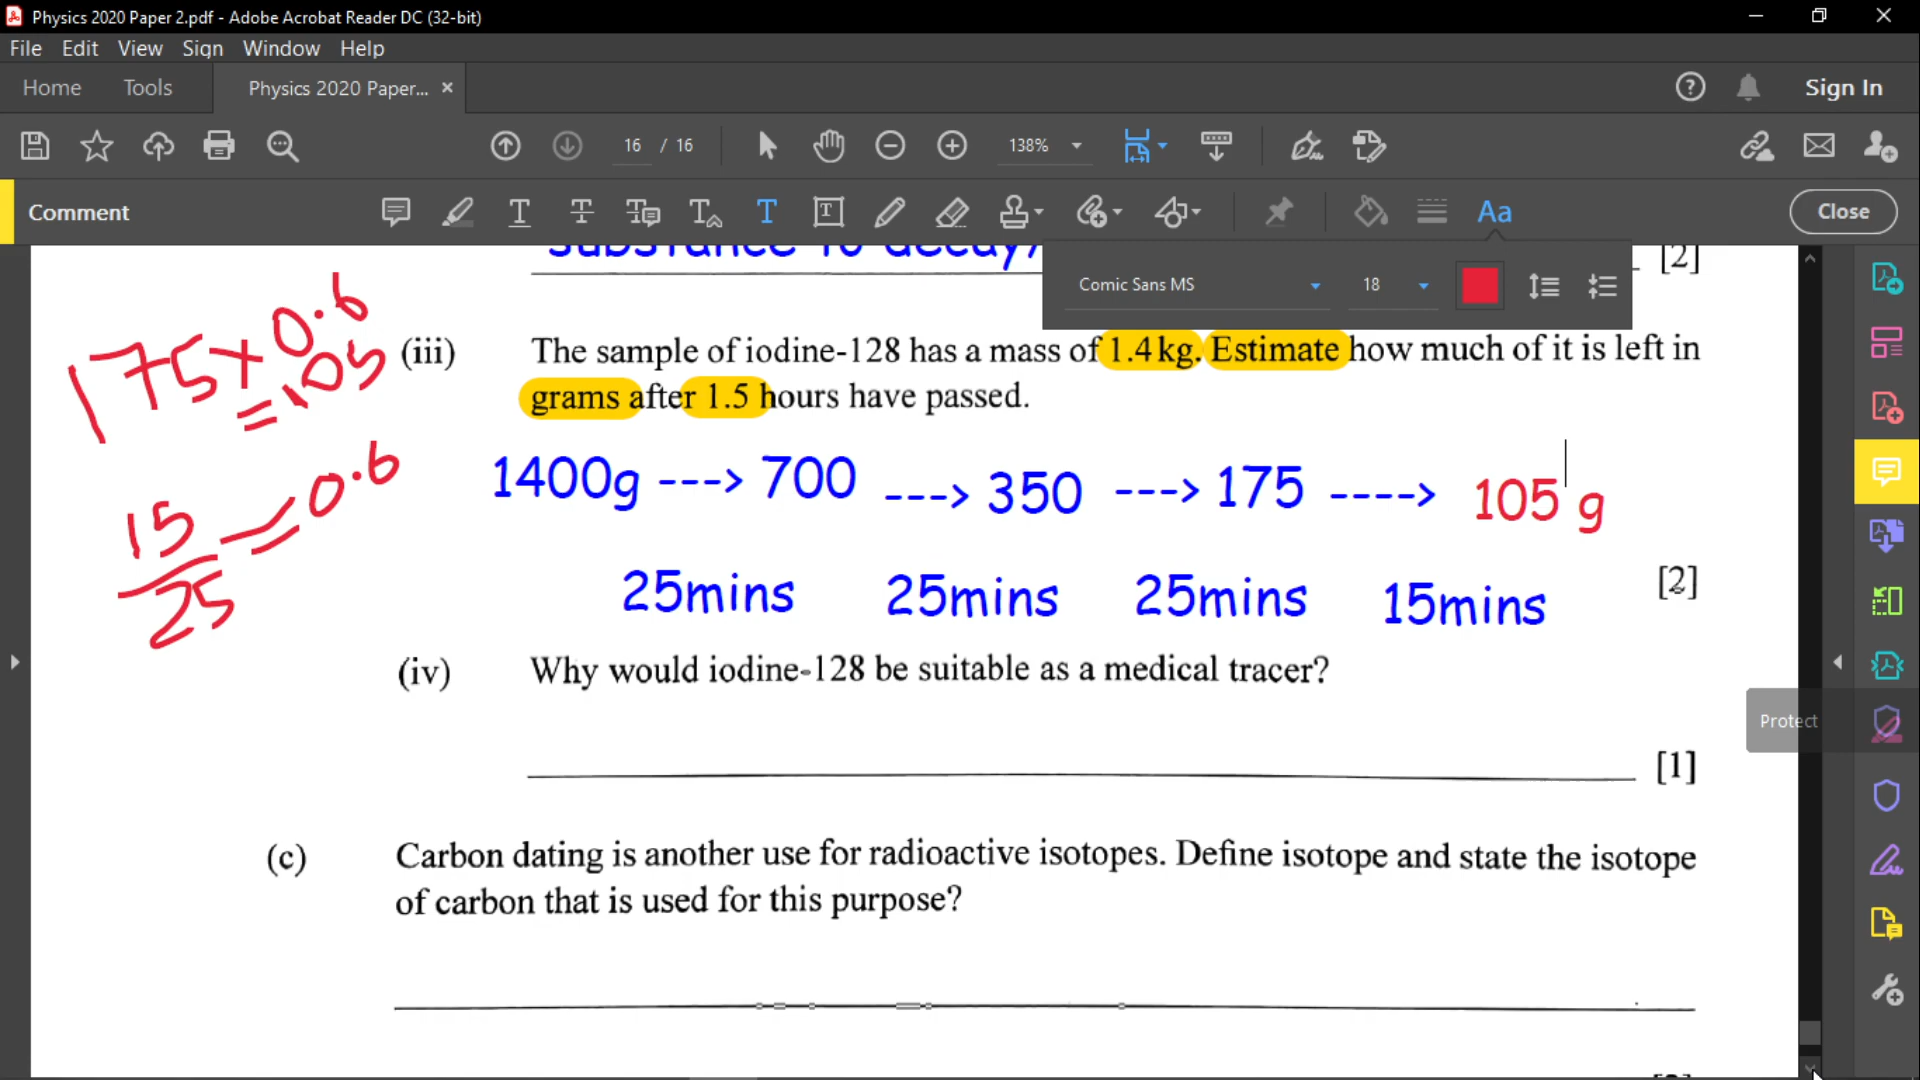 Physics 2020 Paper 2.pdf - Adobe Acrobat Reader DC (32-bit)
File Edit View Sign Window Help
Home Tools Physics 2020 Paper... × Sign In
16 / 16 138%
Comment Close
substance to decay/ [2]
Comic Sans MS 18
175 × 0.6
= 105
15
25
= 0.6
(iii) The sample of iodine-128 has a mass of 1.4 kg. Estimate how much of it is left in
grams after 1.5 hours have passed.
1400g ---> 700 ---> 350 ---> 175 ----> 105 g
25mins 25mins 25mins 15mins [2]
(iv) Why would iodine-128 be suitable as a medical tracer?
Protect
[1]
(c) Carbon dating is another use for radioactive isotopes. Define isotope and state the isotope
of carbon that is used for this purpose?